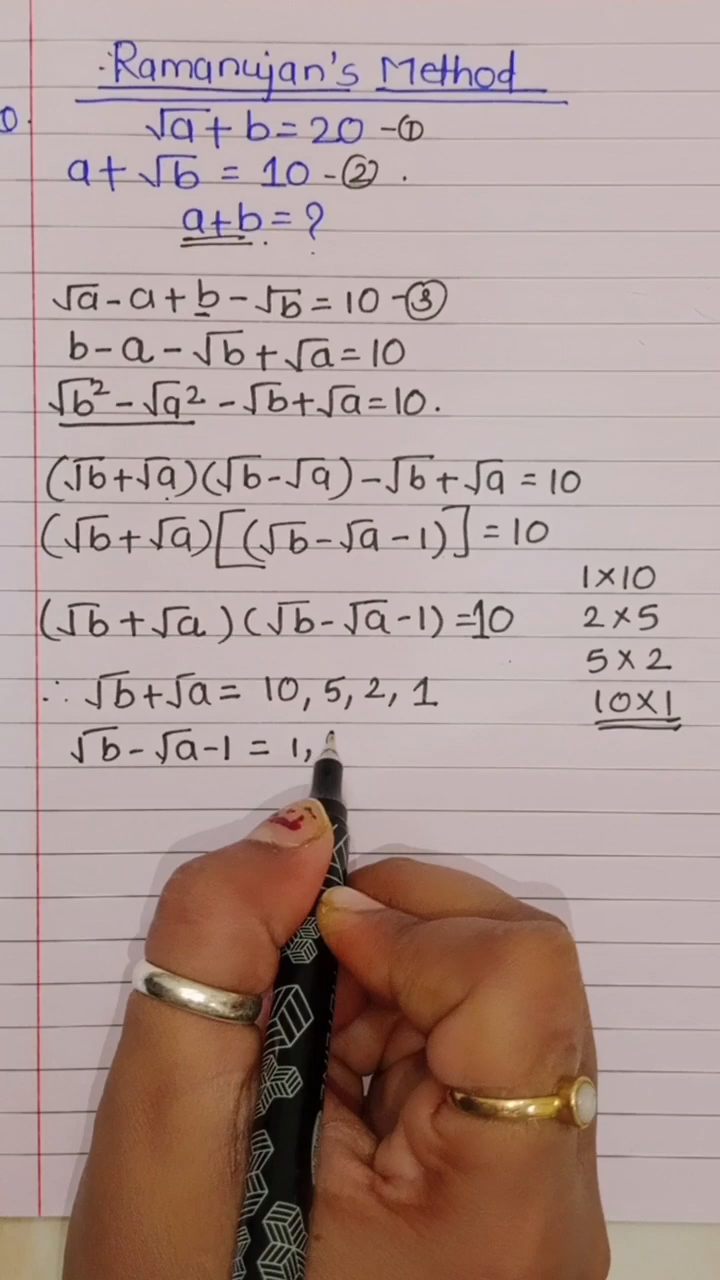 Ramanujan's Method
√a + b = 20 - ①
a + √b = 10 - ② .
a+b = ?
√a - a + b - √b = 10 - ③
b - a - √b + √a = 10
√b² - √a² - √b + √a = 10.
(√b + √a)(√b - √a) - √b + √a = 10
(√b + √a)[(√b - √a - 1)] = 10
(√b + √a)(√b - √a - 1) = 10
1 × 10
2 × 5
5 × 2
10 × 1
∴ √b + √a = 10, 5, 2, 1
√b - √a - 1 = 1,